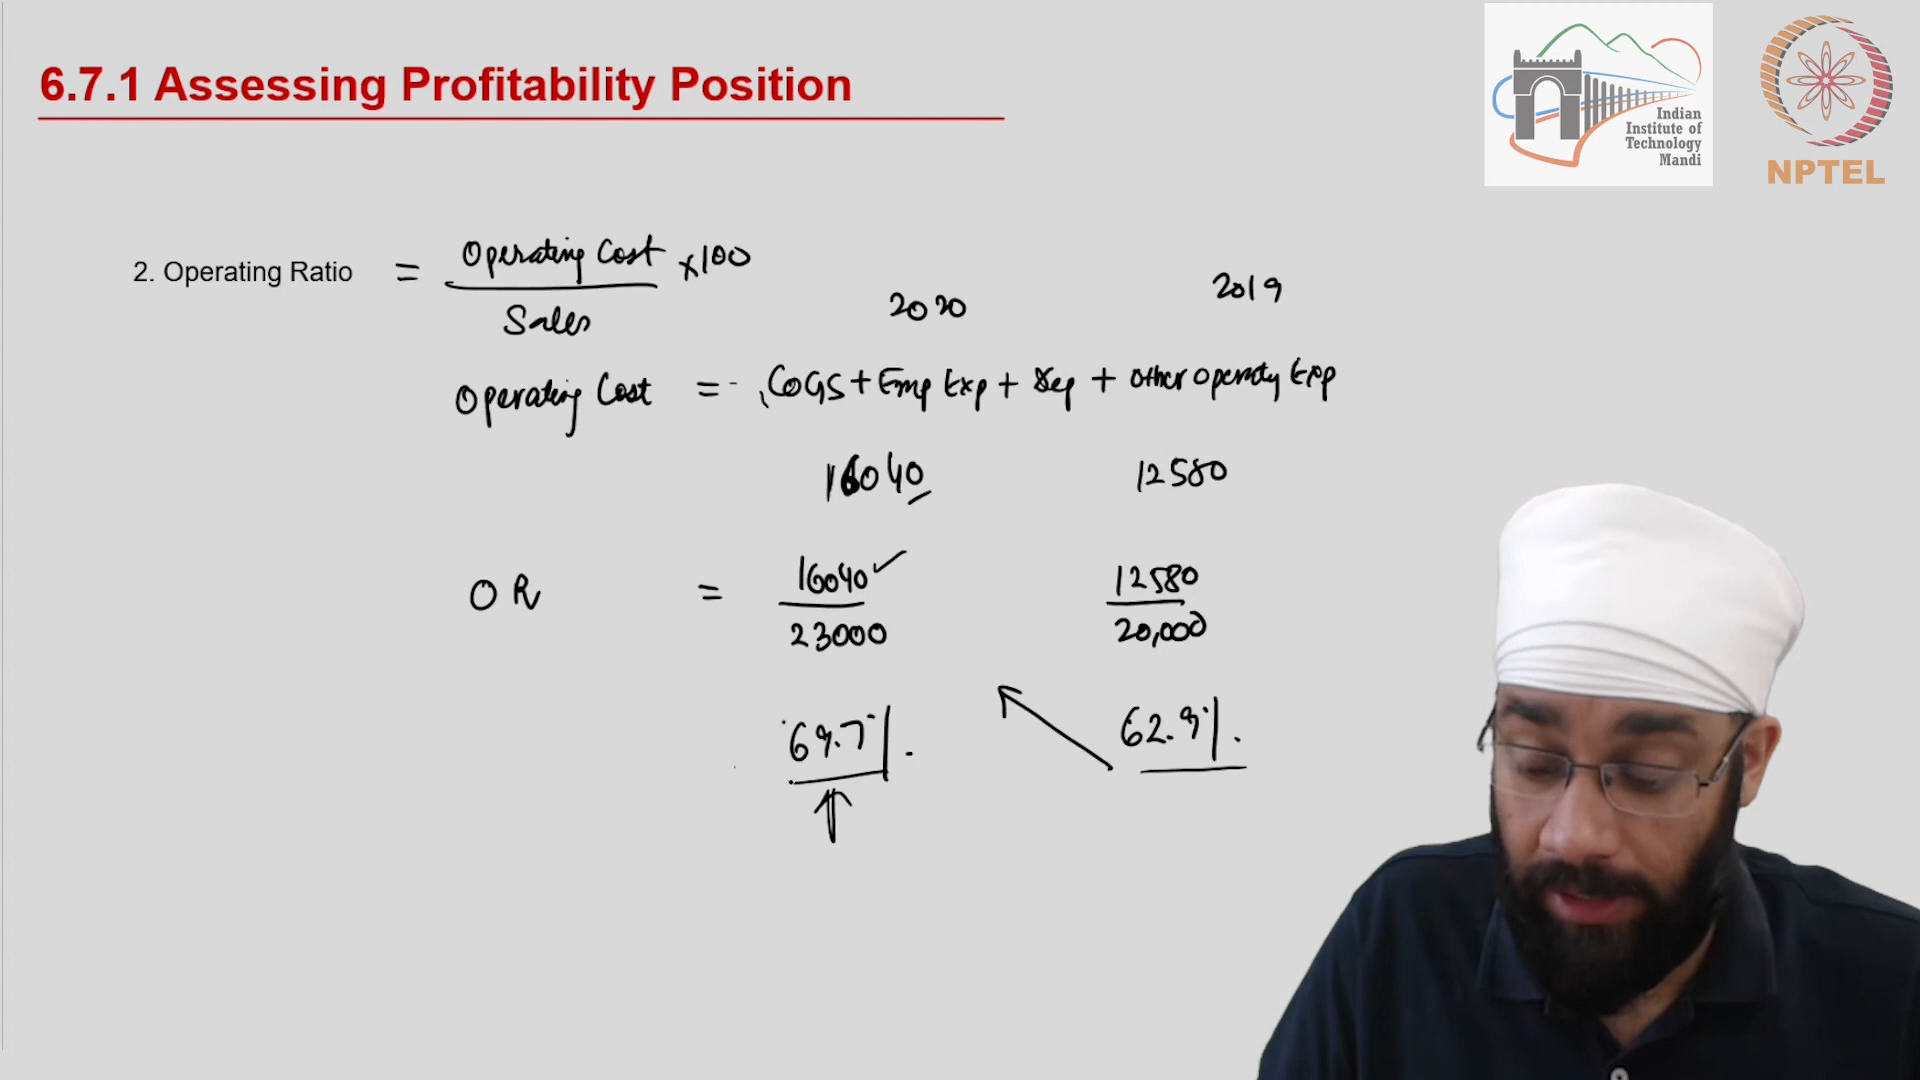 6.7.1 Assessing Profitability Position
Indian
Institute of
Technology
Mandi
NPTEL
2. Operating Ratio = Operating Cost ×100
Sales
2020 2019
Operating Cost = COGS + Emp Exp + Dep + Other Operaty Exp
16040 12580
OR = 16040 12580
23000 20,000
69.7%. 62.9%.